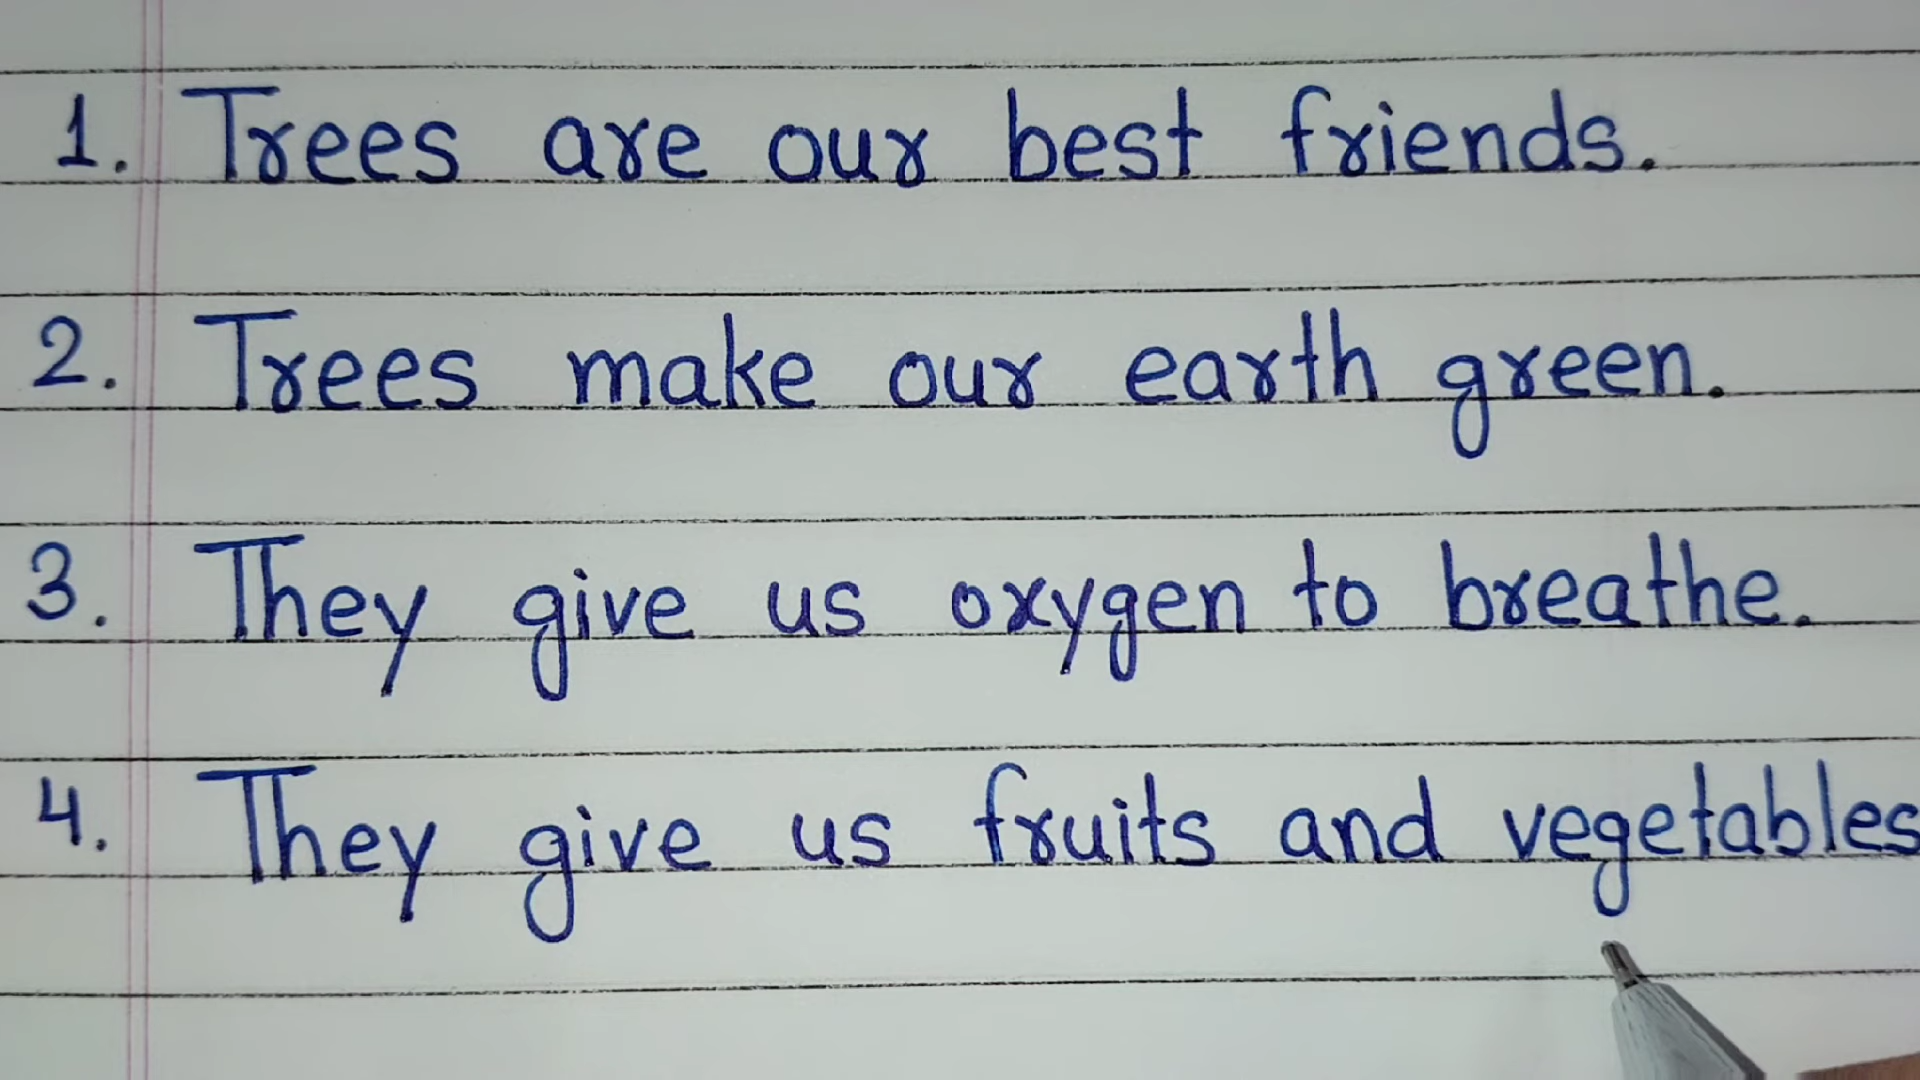 1. Trees are our best friends.
2. Trees make our earth green.
3. They give us oxygen to breathe.
4. They give us fruits and vegetables